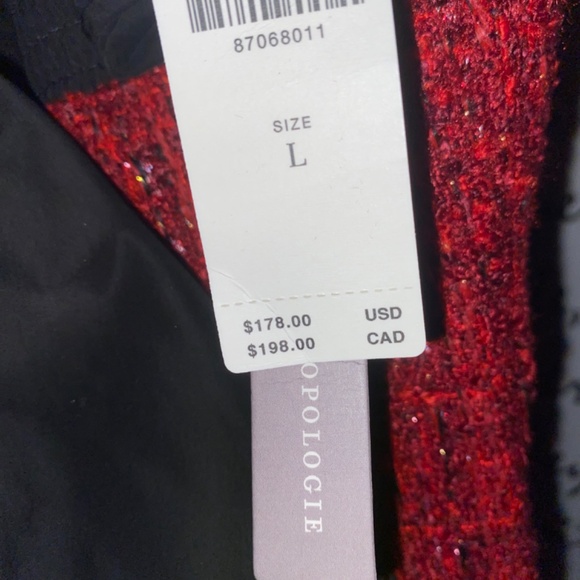 87068011
SIZE
L
$178.00 USD
$198.00 CAD
OPOLOGIE